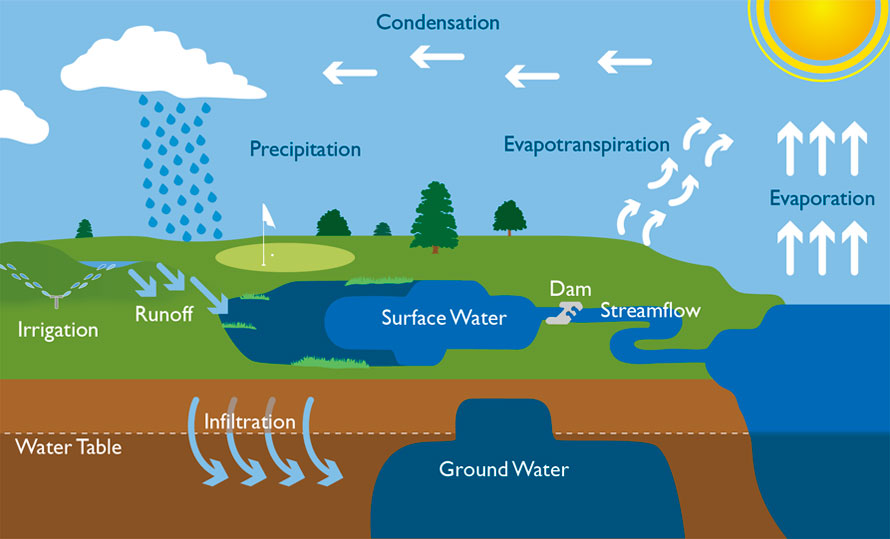 Condensation
Precipitation
Evapotranspiration
Evaporation
Dam
Irrigation
Runoff
Surface Water
Streamflow
Infiltration
Water Table
Ground Water